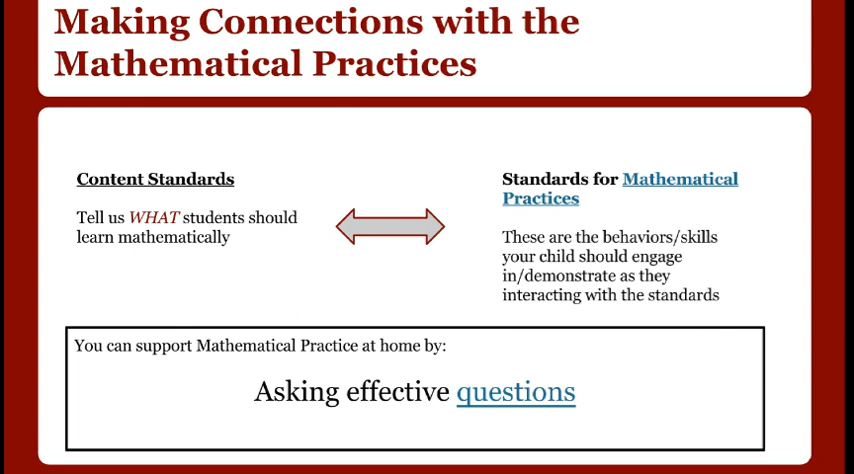 Making Connections with the
Mathematical Practices
Content Standards
Tell us WHAT students should
learn mathematically
Standards for Mathematical
Practices
These are the behaviors/skills
your child should engage
in/demonstrate as they
interacting with the standards
You can support Mathematical Practice at home by:
Asking effective questions